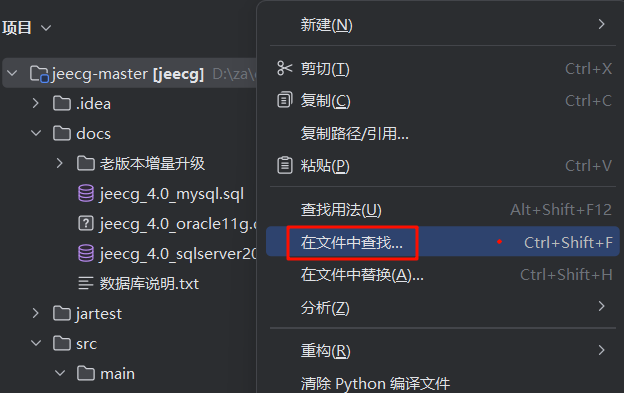 项目
jeecg-master [jeecg] D:\za\
.idea
docs
老版本增量升级
jeecg_4.0_mysql.sql
jeecg_4.0_oracle11g.
jeecg_4.0_sqlserver20
数据库说明.txt
jartest
src
main
新建(N)
剪切(T) Ctrl+X
复制(C) Ctrl+C
复制路径/引用...
粘贴(P) Ctrl+V
查找用法(U) Alt+Shift+F12
在文件中查找... Ctrl+Shift+F
在文件中替换(A)... Ctrl+Shift+H
分析(Z)
重构(R)
清除 Python 编译文件